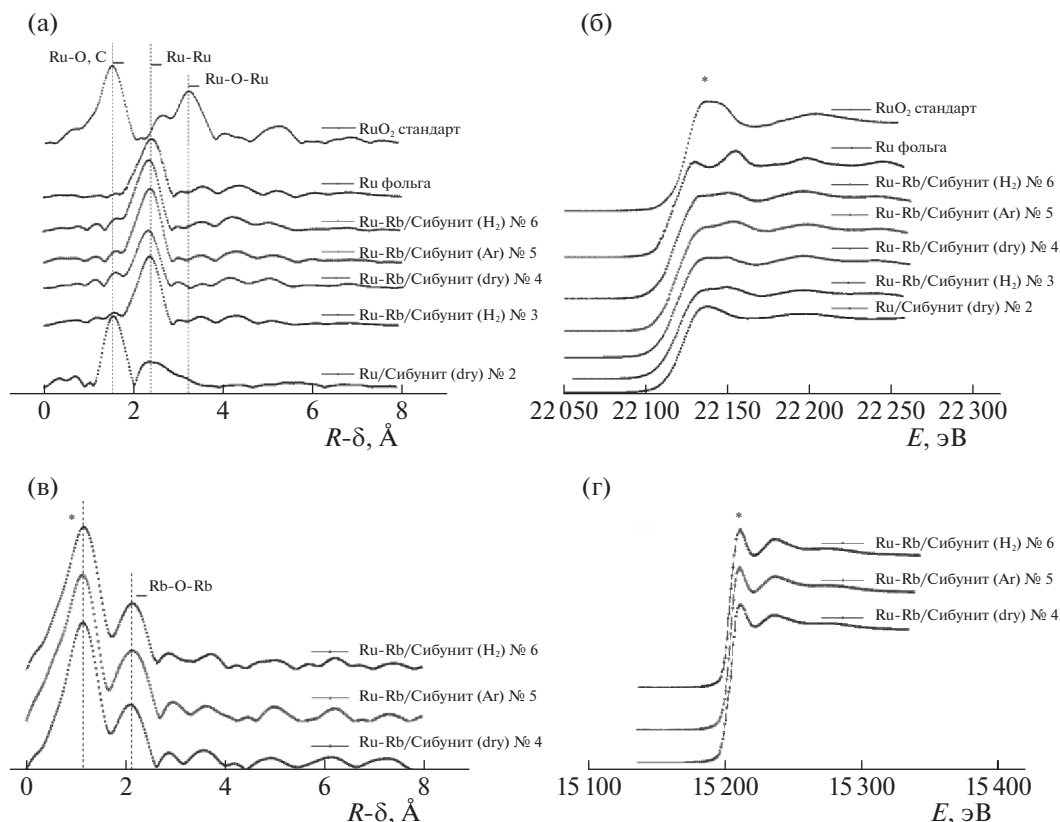 (а)
Ru-O, C
Ru-Ru
Ru-O-Ru
RuO₂ стандарт
Ru фольга
Ru-Rb/Сибунит (H₂) № 6
Ru-Rb/Сибунит (Ar) № 5
Ru-Rb/Сибунит (dry) № 4
Ru-Rb/Сибунит (H₂) № 3
Ru/Сибунит (dry) № 2
0 2 4 6 8
R-δ, Å
(б)
*
RuO₂ стандарт
Ru фольга
Ru-Rb/Сибунит (H₂) № 6
Ru-Rb/Сибунит (Ar) № 5
Ru-Rb/Сибунит (dry) № 4
Ru-Rb/Сибунит (H₂) № 3
Ru/Сибунит (dry) № 2
22 050 22 100 22 150 22 200 22 250 22 300
E, эВ
(в)
*
Rb-O-Rb
Ru-Rb/Сибунит (H₂) № 6
Ru-Rb/Сибунит (Ar) № 5
Ru-Rb/Сибунит (dry) № 4
0 2 4 6 8
R-δ, Å
(г)
*
Ru-Rb/Сибунит (H₂) № 6
Ru-Rb/Сибунит (Ar) № 5
Ru-Rb/Сибунит (dry) № 4
15 100 15 200 15 300 15 400
E, эВ